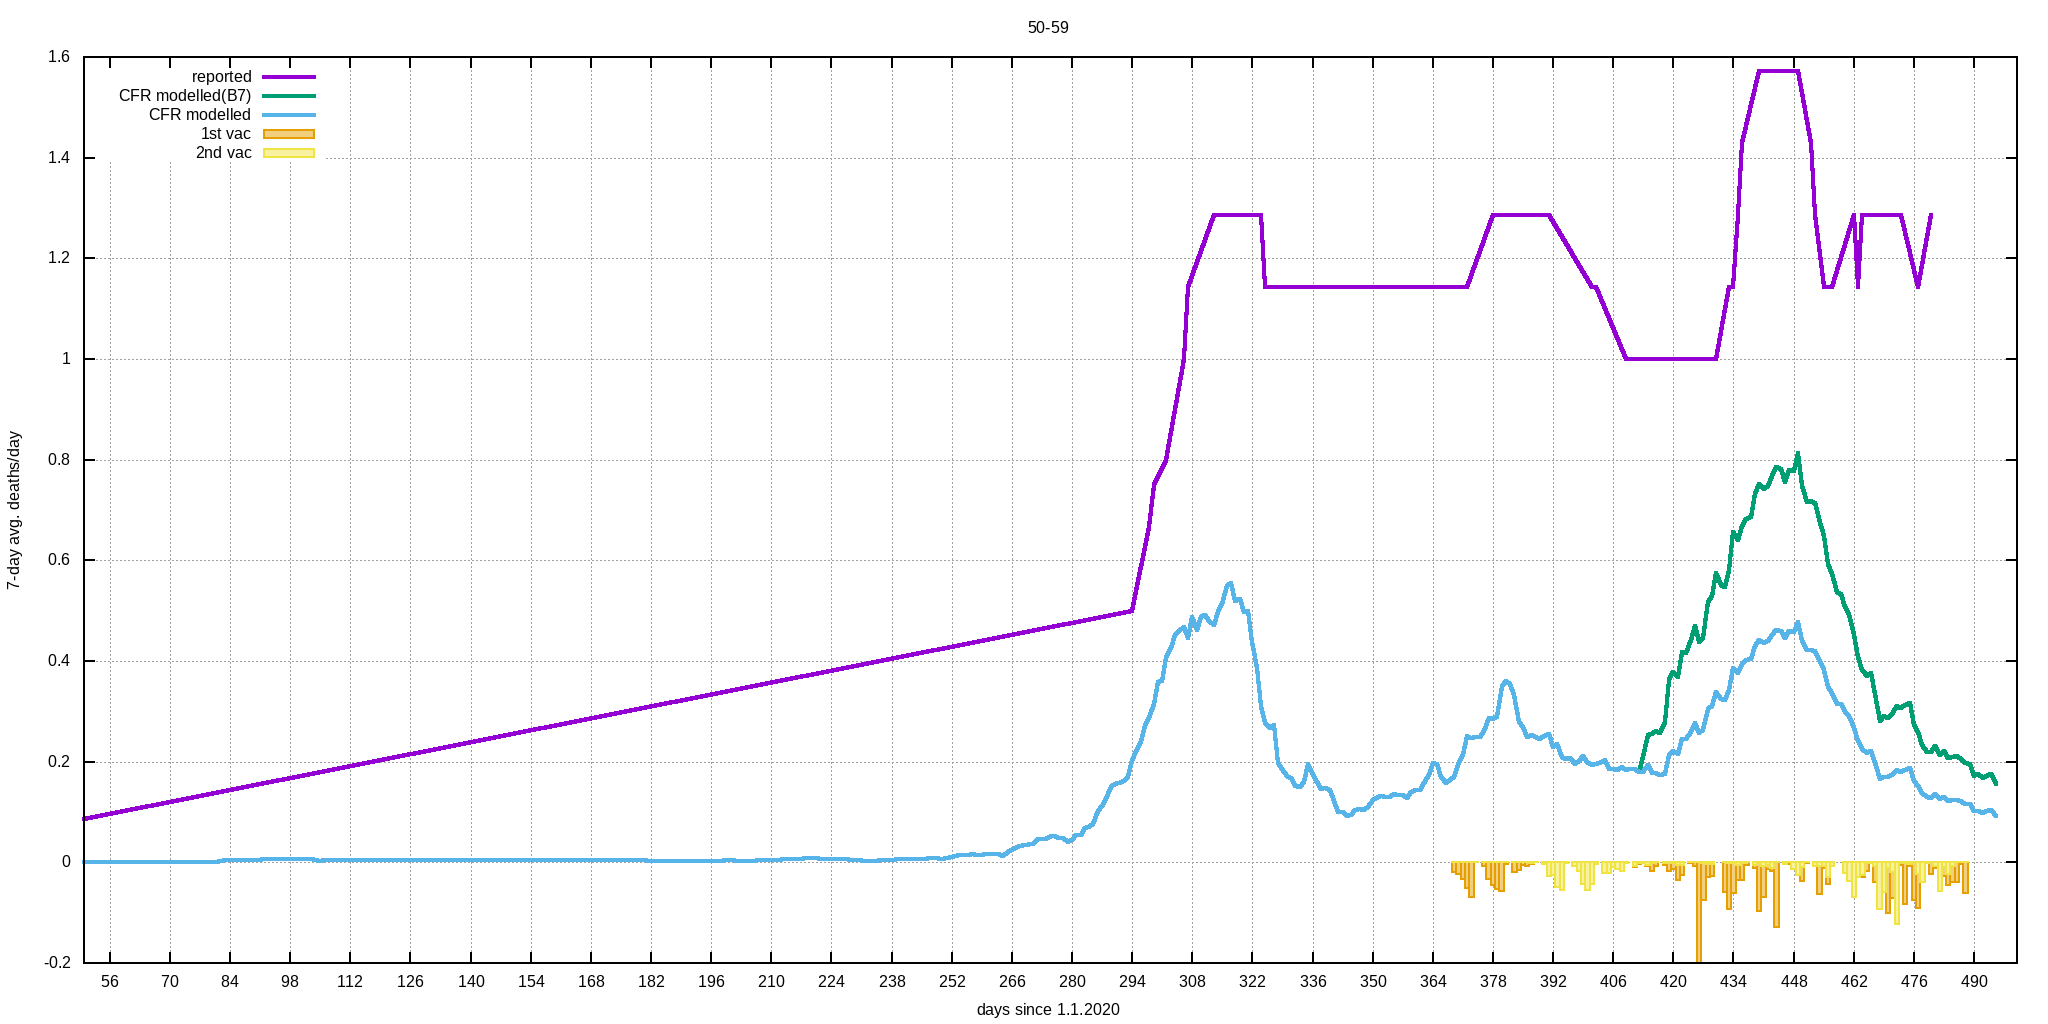 50-59
1.6
1.4
1.2
1
0.8
0.6
0.4
0.2
0
-0.2
7-day avg. deaths/day
reported
CFR modelled(B7)
CFR modelled
1st vac
2nd vac
56 70 84 98 112 126 140 154 168 182 196 210 224 238 252 266 280 294 308 322 336 350 364 378 392 406 420 434 448 462 476 490
days since 1.1.2020